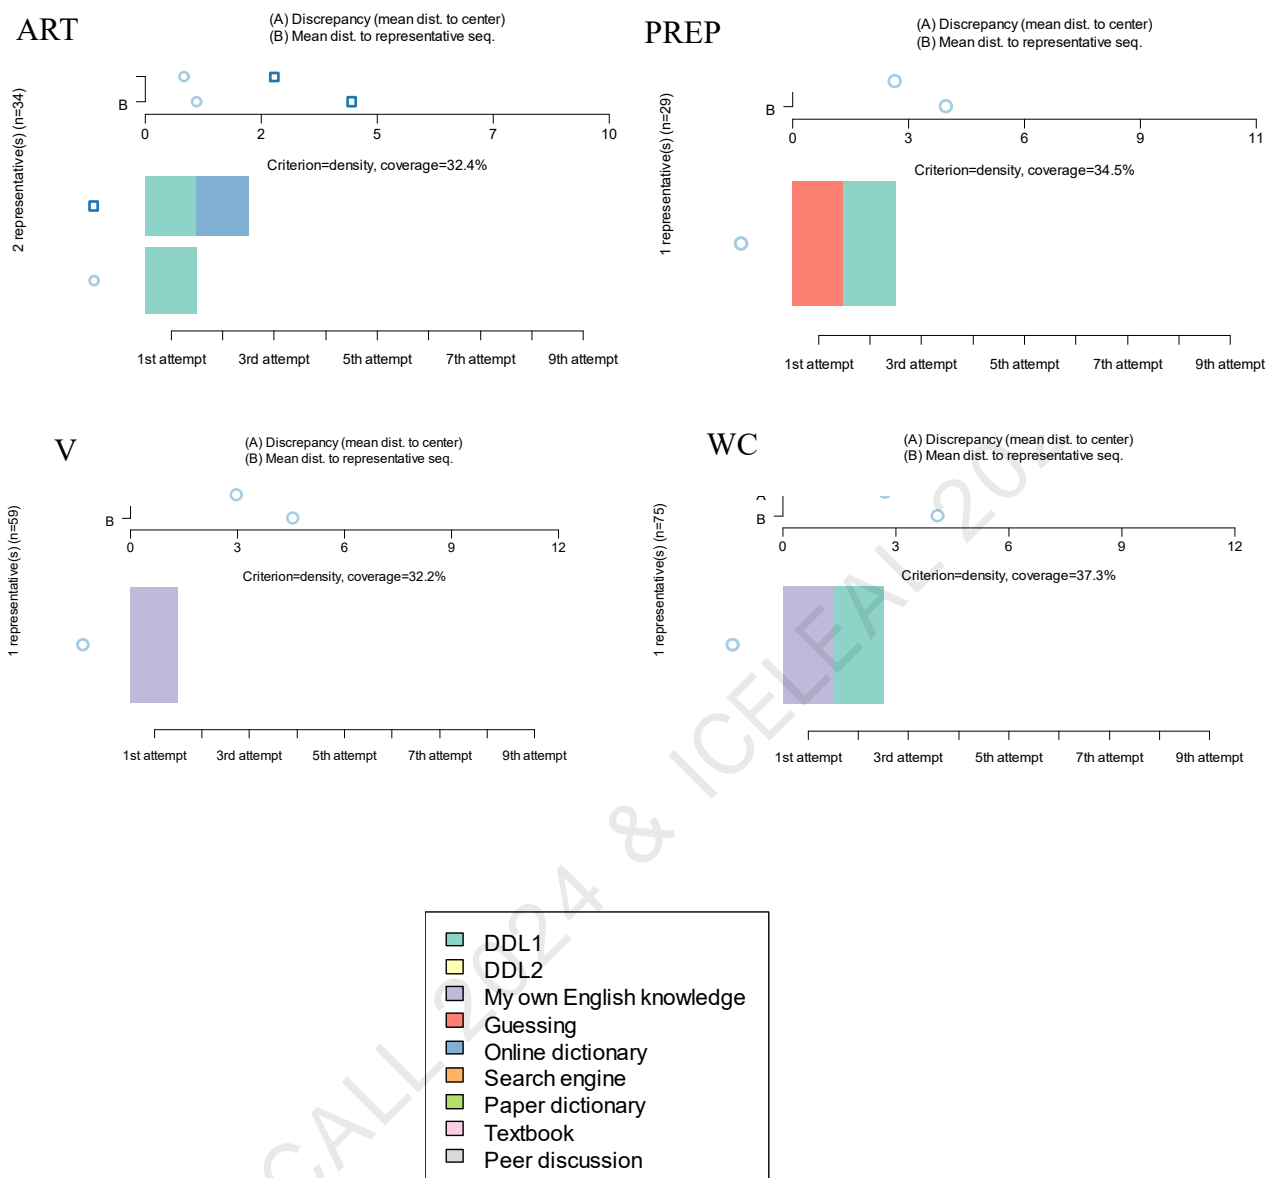 ART
(A) Discrepancy (mean dist. to center)
(B) Mean dist. to representative seq.
2 representative(s) (n=34)
B
0 2 5 7 10
Criterion=density, coverage=32.4%
1st attempt 3rd attempt 5th attempt 7th attempt 9th attempt
PREP
(A) Discrepancy (mean dist. to center)
(B) Mean dist. to representative seq.
1 representative(s) (n=29)
B
0 3 6 9 11
Criterion=density, coverage=34.5%
1st attempt 3rd attempt 5th attempt 7th attempt 9th attempt
V
(A) Discrepancy (mean dist. to center)
(B) Mean dist. to representative seq.
1 representative(s) (n=59)
B
0 3 6 9 12
Criterion=density, coverage=32.2%
1st attempt 3rd attempt 5th attempt 7th attempt 9th attempt
WC
(A) Discrepancy (mean dist. to center)
(B) Mean dist. to representative seq.
1 representative(s) (n=75)
A
B
0 3 6 9 12
Criterion=density, coverage=37.3%
1st attempt 3rd attempt 5th attempt 7th attempt 9th attempt
DDL1
DDL2
My own English knowledge
Guessing
Online dictionary
Search engine
Paper dictionary
Textbook
Peer discussion
CALL 2024 & ICELEAL 20